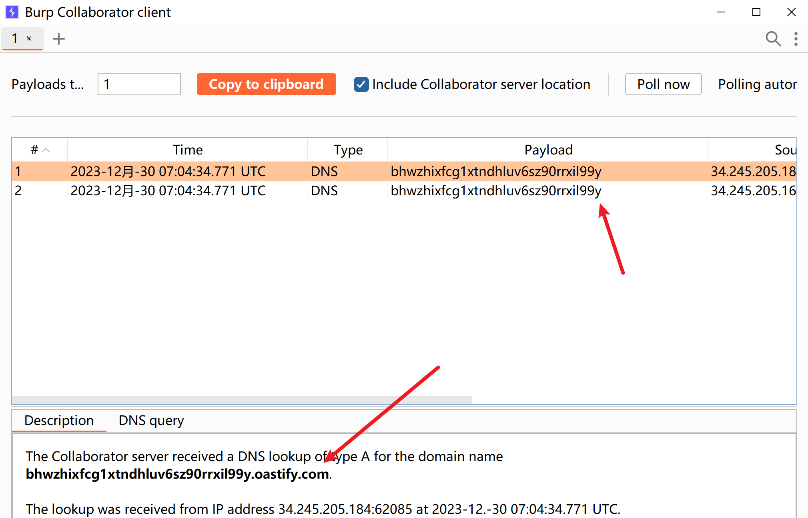 Burp Collaborator client
1 ×
Payloads t... 1 Copy to clipboard Include Collaborator server location Poll now Polling autor
# Time Type Payload Sou
1 2023-12月-30 07:04:34.771 UTC DNS bhwzhixfcg1xtndhluv6sz90rrxil99y 34.245.205.18
2 2023-12月-30 07:04:34.771 UTC DNS bhwzhixfcg1xtndhluv6sz90rrxil99y 34.245.205.16
Description DNS query
The Collaborator server received a DNS lookup of type A for the domain name
bhwzhixfcg1xtndhluv6sz90rrxil99y.oastify.com.
The lookup was received from IP address 34.245.205.184:62085 at 2023-12.-30 07:04:34.771 UTC.